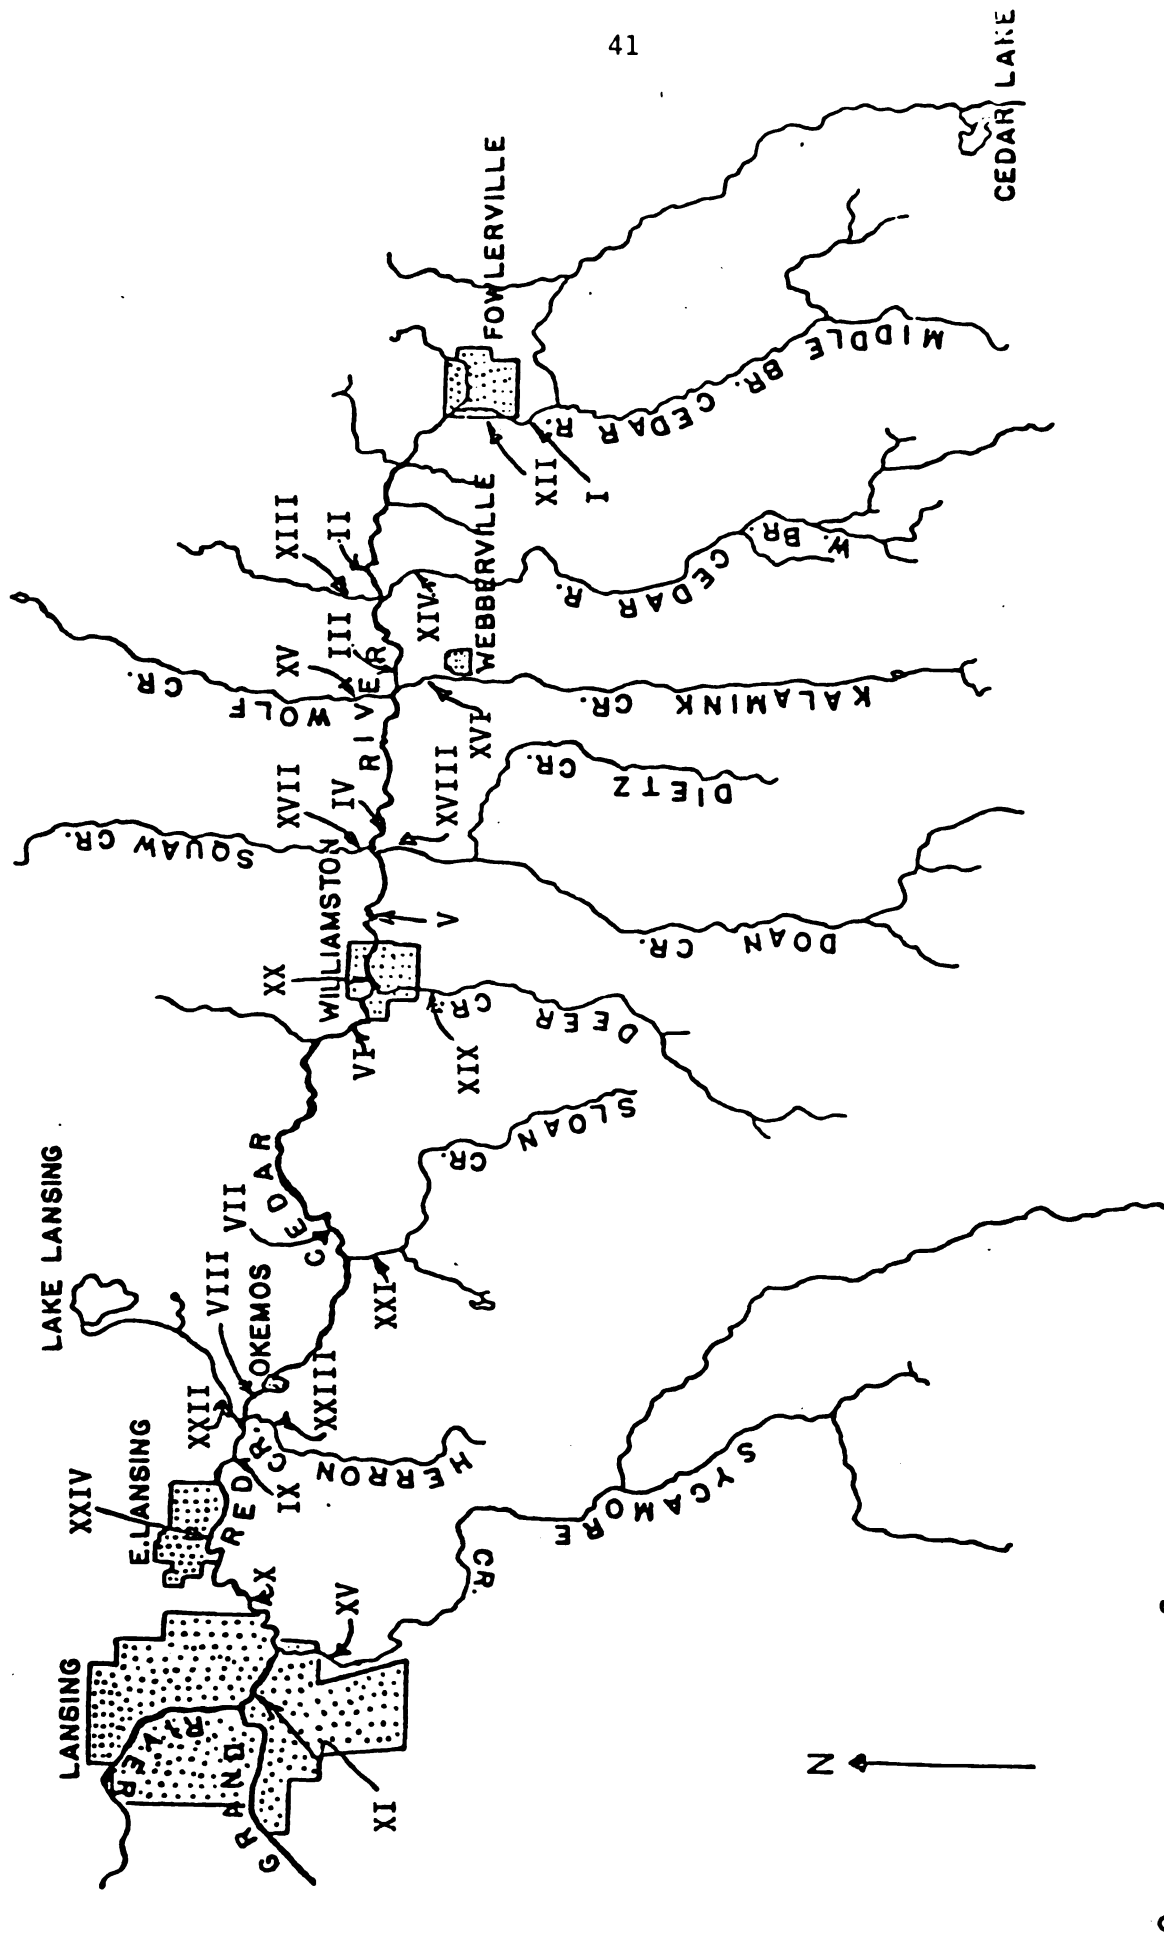 41
LANSING
GRAND
RIVER
XI
XV
X
E. LANSING
XXIV
RED
CEDAR
RIVER
IX
XXII
XXIII
HERRON
CR.
SYCAMORE
CR.
LAKE LANSING
OKEMOS
VIII
VII
XXI
SLOAN
CR.
VI
XX
WILLIAMSTON
XIX
DEER
CR.
V
SQUAW CR.
XVII
IV
XVIII
DOAN
CR.
DIETZ
CR.
WOLF
CR.
XV
III
XVI
KALAMINK CR.
WEBBERVILLE
XIII
II
XIV
W. BR.
CEDAR
R.
FOWLERVILLE
XII
I
MIDDLE BR. CEDAR R.
CEDAR LAKE
N